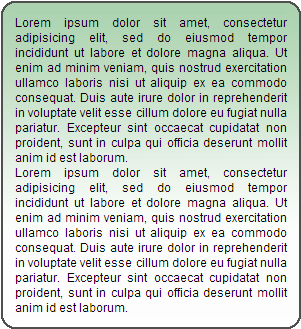 Lorem ipsum dolor sit amet, consectetur
adipisicing elit, sed do eiusmod tempor
incididunt ut labore et dolore magna aliqua. Ut
enim ad minim veniam, quis nostrud exercitation
ullamco laboris nisi ut aliquip ex ea commodo
consequat. Duis aute irure dolor in reprehenderit
in voluptate velit esse cillum dolore eu fugiat nulla
pariatur. Excepteur sint occaecat cupidatat non
proident, sunt in culpa qui officia deserunt mollit
anim id est laborum.
Lorem ipsum dolor sit amet, consectetur
adipisicing elit, sed do eiusmod tempor
incididunt ut labore et dolore magna aliqua. Ut
enim ad minim veniam, quis nostrud exercitation
ullamco laboris nisi ut aliquip ex ea commodo
consequat. Duis aute irure dolor in reprehenderit
in voluptate velit esse cillum dolore eu fugiat nulla
pariatur. Excepteur sint occaecat cupidatat non
proident, sunt in culpa qui officia deserunt mollit
anim id est laborum.